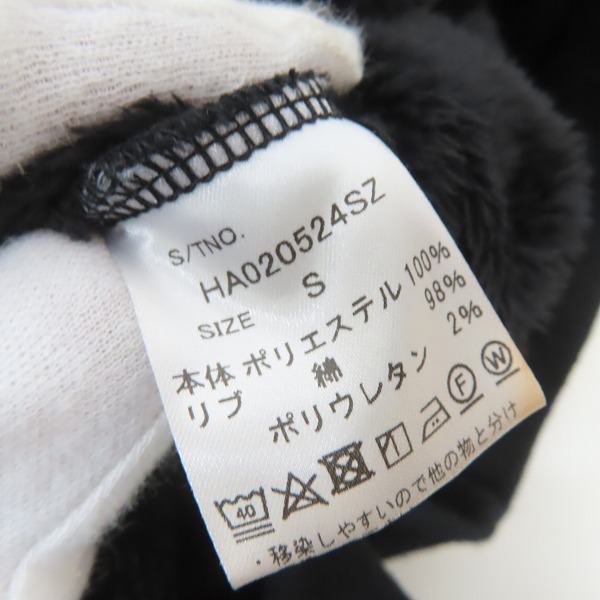 S/TNO.
HA020524SZ
SIZE S
本体 ポリエステル 100%
リブ 綿 98%
ポリウレタン 2%
40 F W
・移染しやすいので他の物と分け